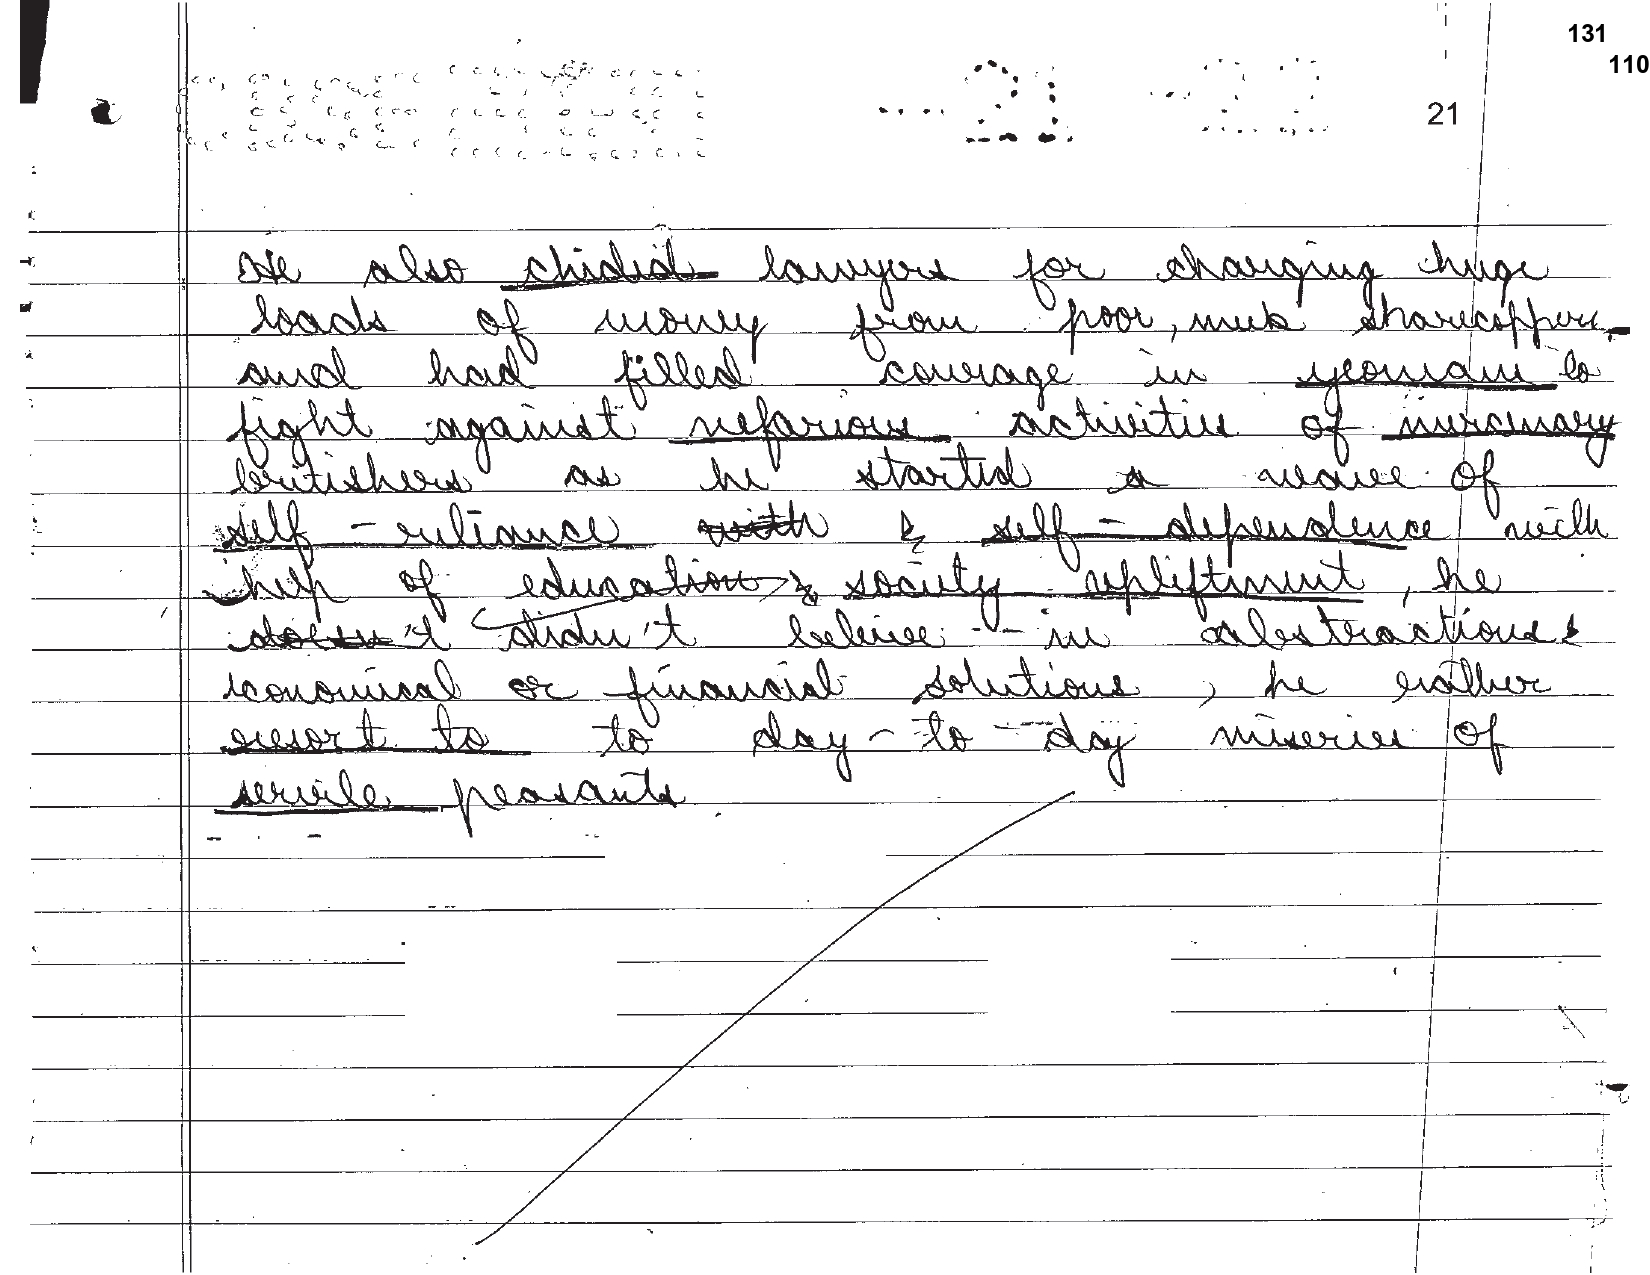 131
110
21
21
He also chided lawyers for charging huge
loads of money from poor, meek sharecoppers
and had filled courage in yeomam to
fight against nefarious activities of mercenary
britishers as he started a wave of
self - reliance with & self - dependence with
help of education & society upliftment, he
doesn't didn't believe in abstractions &
economical or financial solutions, he rather
resort to to day - to - day miseries of
servile peasants